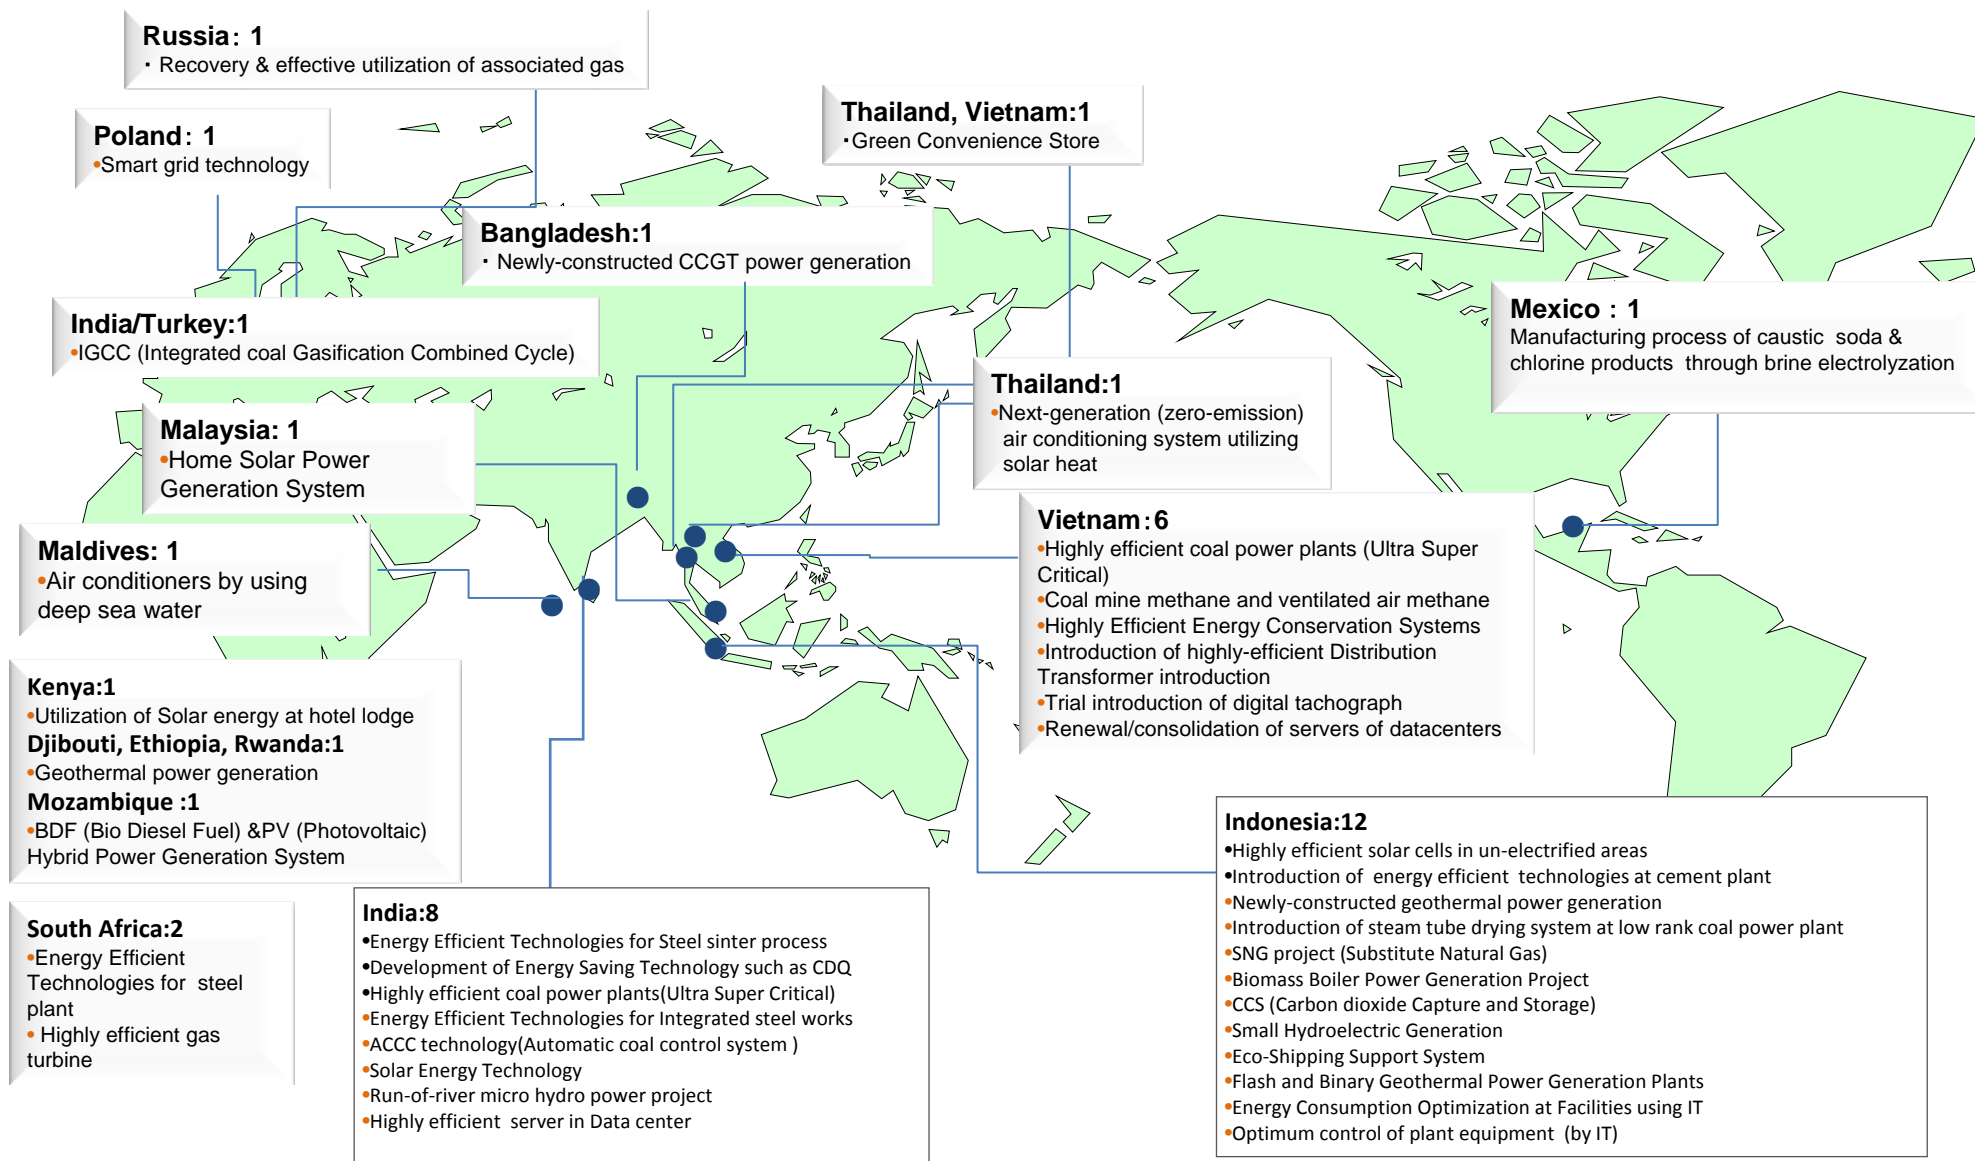 Russia: 1
・ Recovery & effective utilization of associated gas
Poland: 1
•Smart grid technology
Thailand, Vietnam:1
・Green Convenience Store
Bangladesh:1
・ Newly-constructed CCGT power generation
India/Turkey:1
•IGCC (Integrated coal Gasification Combined Cycle)
Mexico : 1
Manufacturing process of caustic soda &
chlorine products through brine electrolyzation
Thailand:1
•Next-generation (zero-emission)
air conditioning system utilizing
solar heat
Malaysia: 1
•Home Solar Power
Generation System
Maldives: 1
•Air conditioners by using
deep sea water
Vietnam:6
•Highly efficient coal power plants (Ultra Super
Critical)
•Coal mine methane and ventilated air methane
•Highly Efficient Energy Conservation Systems
•Introduction of highly-efficient Distribution
Transformer introduction
•Trial introduction of digital tachograph
•Renewal/consolidation of servers of datacenters
Kenya:1
•Utilization of Solar energy at hotel lodge
Djibouti, Ethiopia, Rwanda:1
•Geothermal power generation
Mozambique :1
•BDF (Bio Diesel Fuel) &PV (Photovoltaic)
Hybrid Power Generation System
South Africa:2
•Energy Efficient
Technologies for steel
plant
• Highly efficient gas
turbine
India:8
•Energy Efficient Technologies for Steel sinter process
•Development of Energy Saving Technology such as CDQ
•Highly efficient coal power plants(Ultra Super Critical)
•Energy Efficient Technologies for Integrated steel works
•ACCC technology(Automatic coal control system )
•Solar Energy Technology
•Run-of-river micro hydro power project
•Highly efficient server in Data center
Indonesia:12
•Highly efficient solar cells in un-electrified areas
•Introduction of energy efficient technologies at cement plant
•Newly-constructed geothermal power generation
•Introduction of steam tube drying system at low rank coal power plant
•SNG project (Substitute Natural Gas)
•Biomass Boiler Power Generation Project
•CCS (Carbon dioxide Capture and Storage)
•Small Hydroelectric Generation
•Eco-Shipping Support System
•Flash and Binary Geothermal Power Generation Plants
•Energy Consumption Optimization at Facilities using IT
•Optimum control of plant equipment (by IT)